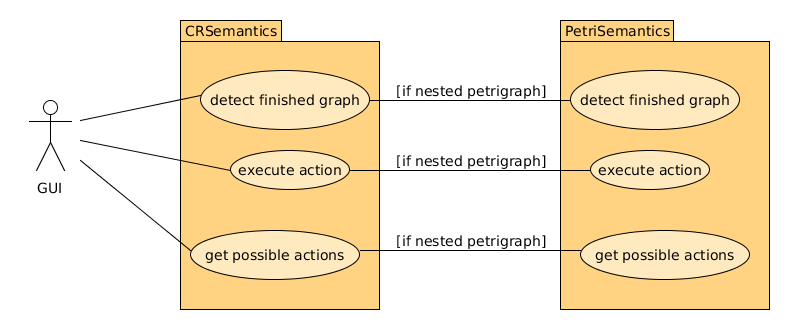 CRSemantics
PetriSemantics
detect finished graph
[if nested petrigraph]
detect finished graph
execute action
[if nested petrigraph]
execute action
GUI
get possible actions
[if nested petrigraph]
get possible actions